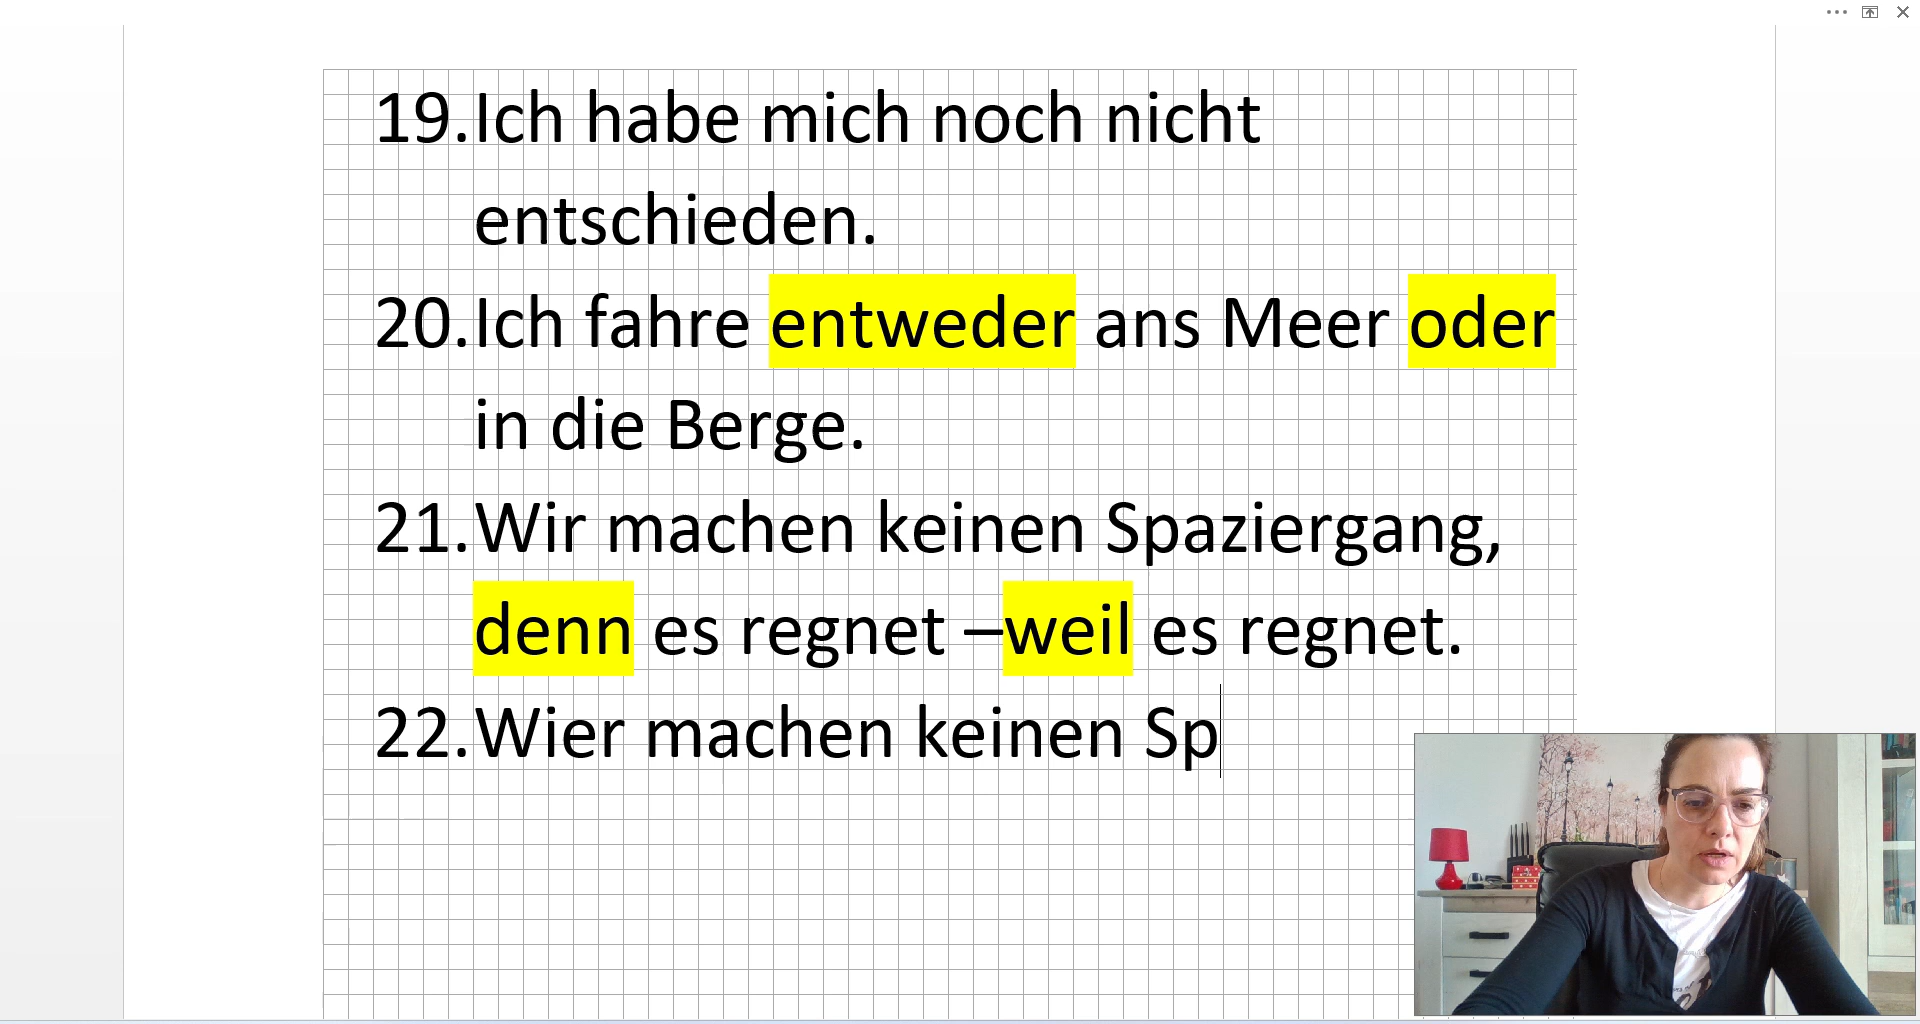 19.Ich habe mich noch nicht
entschieden.
20.Ich fahre entweder ans Meer oder
in die Berge.
21.Wir machen keinen Spaziergang,
denn es regnet –weil es regnet.
22.Wier machen keinen Sp